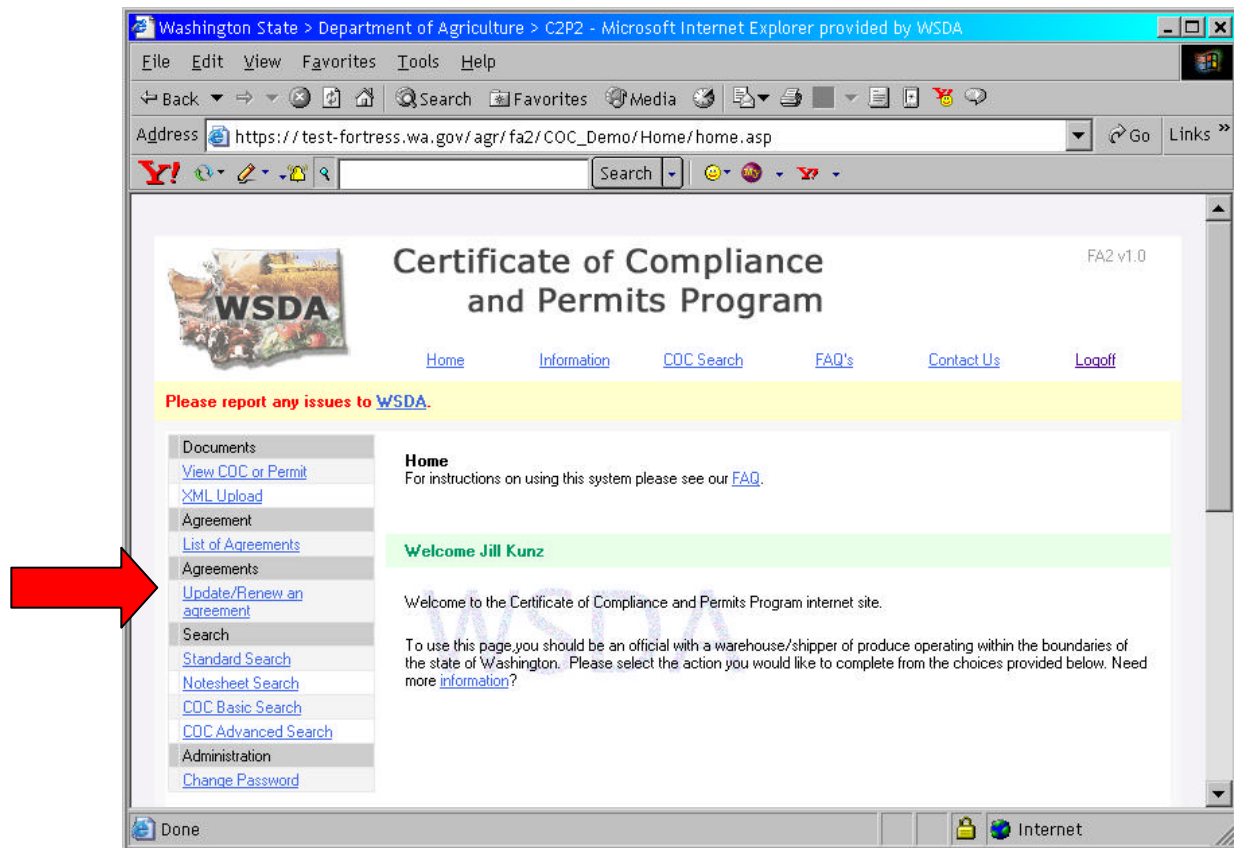 Washington State > Department of Agriculture > C2P2 - Microsoft Internet Explorer provided by WSDA
File Edit View Favorites Tools Help
Back Search Favorites Media
Address https://test-fortress.wa.gov/agr/fa2/COC_Demo/Home/home.asp Go Links »
Y! Search
WSDA
Certificate of Compliance
and Permits Program
FA2 v1.0
Home Information COC Search FAQ's Contact Us Logoff
Please report any issues to WSDA.
Documents
View COC or Permit
XML Upload
Agreement
List of Agreements
Agreements
Update/Renew an
agreement
Search
Standard Search
Notesheet Search
COC Basic Search
COC Advanced Search
Administration
Change Password
Home
For instructions on using this system please see our FAQ.
Welcome Jill Kunz
WSDA
Welcome to the Certificate of Compliance and Permits Program internet site.
To use this page,you should be an official with a warehouse/shipper of produce operating within the boundaries of
the state of Washington. Please select the action you would like to complete from the choices provided below. Need
more information?
Done Internet